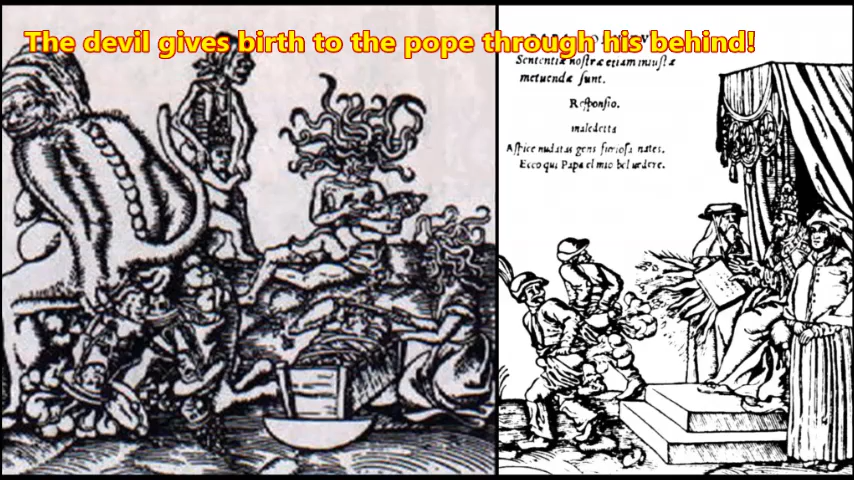 The devil gives birth to the pope through his behind!
Sententiæ noſtræ etiam iniuſtæ
metuendæ ſunt.
Reſponſio.
maledetta
Aſpice nudatas gens furioſa nates.
Ecco qui Papa el mio bel uedere.